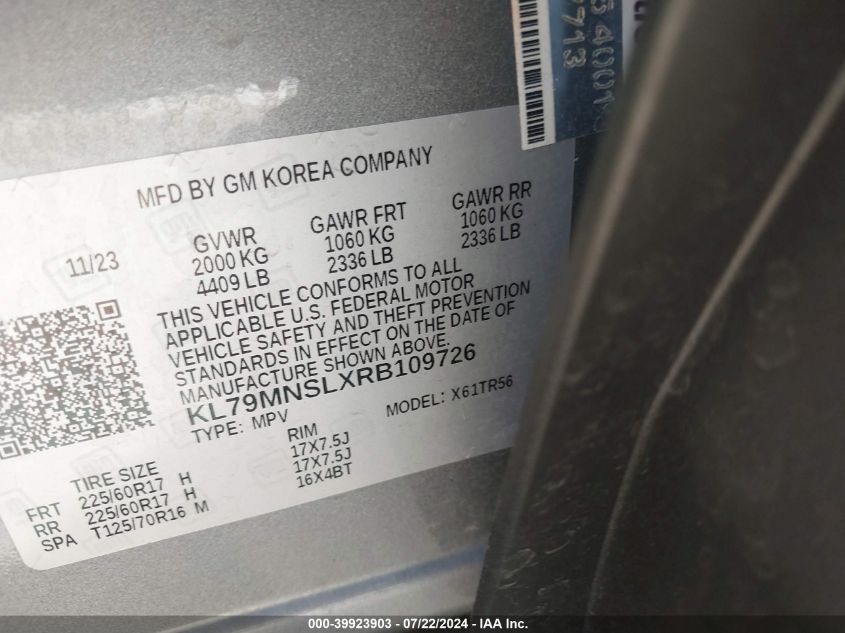 MFD BY GM KOREA COMPANY
11/23
GVWR
2000 KG
4409 LB
GAWR FRT
1060 KG
2336 LB
GAWR RR
1060 KG
2336 LB
THIS VEHICLE CONFORMS TO ALL
APPLICABLE U.S. FEDERAL MOTOR
VEHICLE SAFETY AND THEFT PREVENTION
STANDARDS IN EFFECT ON THE DATE OF
MANUFACTURE SHOWN ABOVE.
KL79MNSLXRB109726
TYPE: MPV
MODEL: X61TR56
TIRE SIZE
RIM
FRT 225/60R17 H 17X7.5J
RR 225/60R17 H 17X7.5J
SPA T125/70R16 M 16X4BT
000-39923903 - 07/22/2024 - IAA Inc.